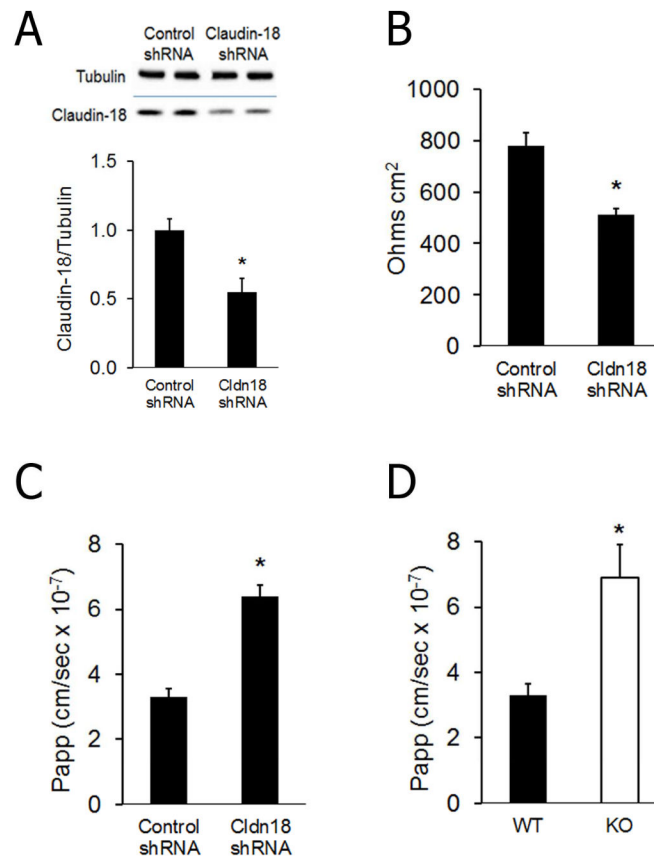 A
Control shRNA
Claudin-18 shRNA
Tubulin
Claudin-18
1.5
1.0
0.5
0.0
Claudin-18/Tubulin
*
Control shRNA
Cldn18 shRNA
B
1000
800
600
400
200
0
Ohms cm²
*
Control shRNA
Cldn18 shRNA
C
8
6
4
2
0
Papp (cm/sec x 10⁻⁷)
*
Control shRNA
Cldn18 shRNA
D
8
6
4
2
0
Papp (cm/sec x 10⁻⁷)
*
WT
KO